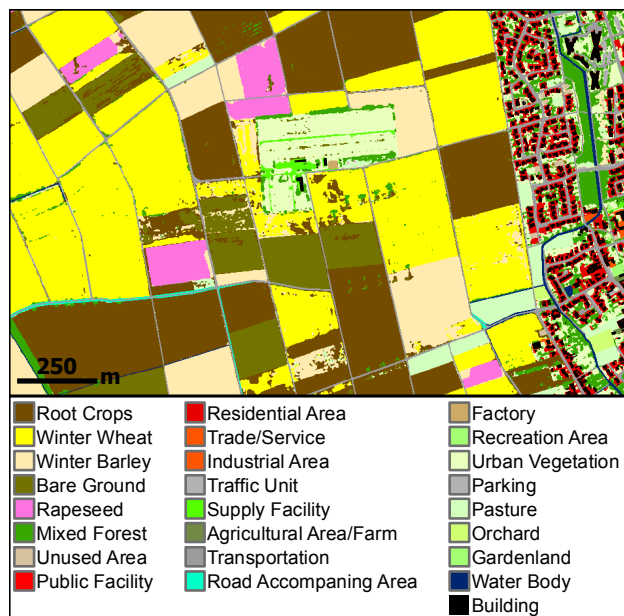 250
m
Root Crops
Winter Wheat
Winter Barley
Bare Ground
Rapeseed
Mixed Forest
Unused Area
Public Facility
Residential Area
Trade/Service
Industrial Area
Traffic Unit
Supply Facility
Agricultural Area/Farm
Transportation
Road Accompaning Area
Factory
Recreation Area
Urban Vegetation
Parking
Pasture
Orchard
Gardenland
Water Body
Building